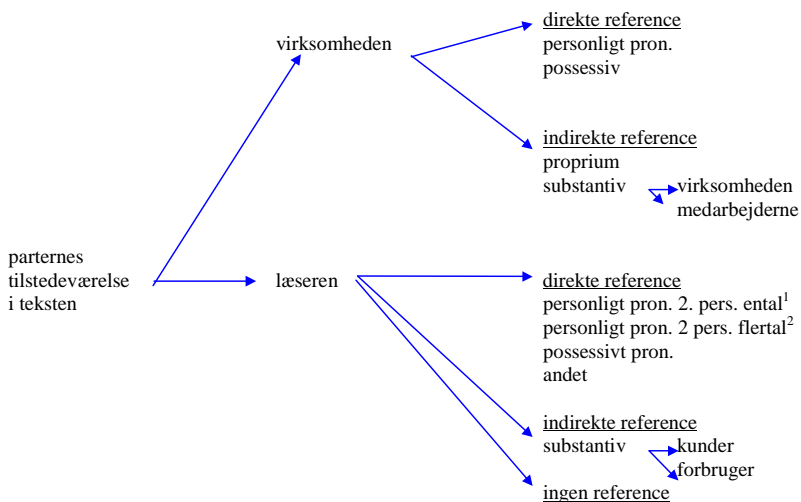 virksomheden
direkte reference
personligt pron.
possessiv
indirekte reference
proprium
substantiv
virksomheden
medarbejderne
parternes
tilstedeværelse
i teksten
læseren
direkte reference
personligt pron. 2. pers. ental¹
personligt pron. 2 pers. flertal²
possessivt pron.
andet
indirekte reference
substantiv
kunder
forbruger
ingen reference